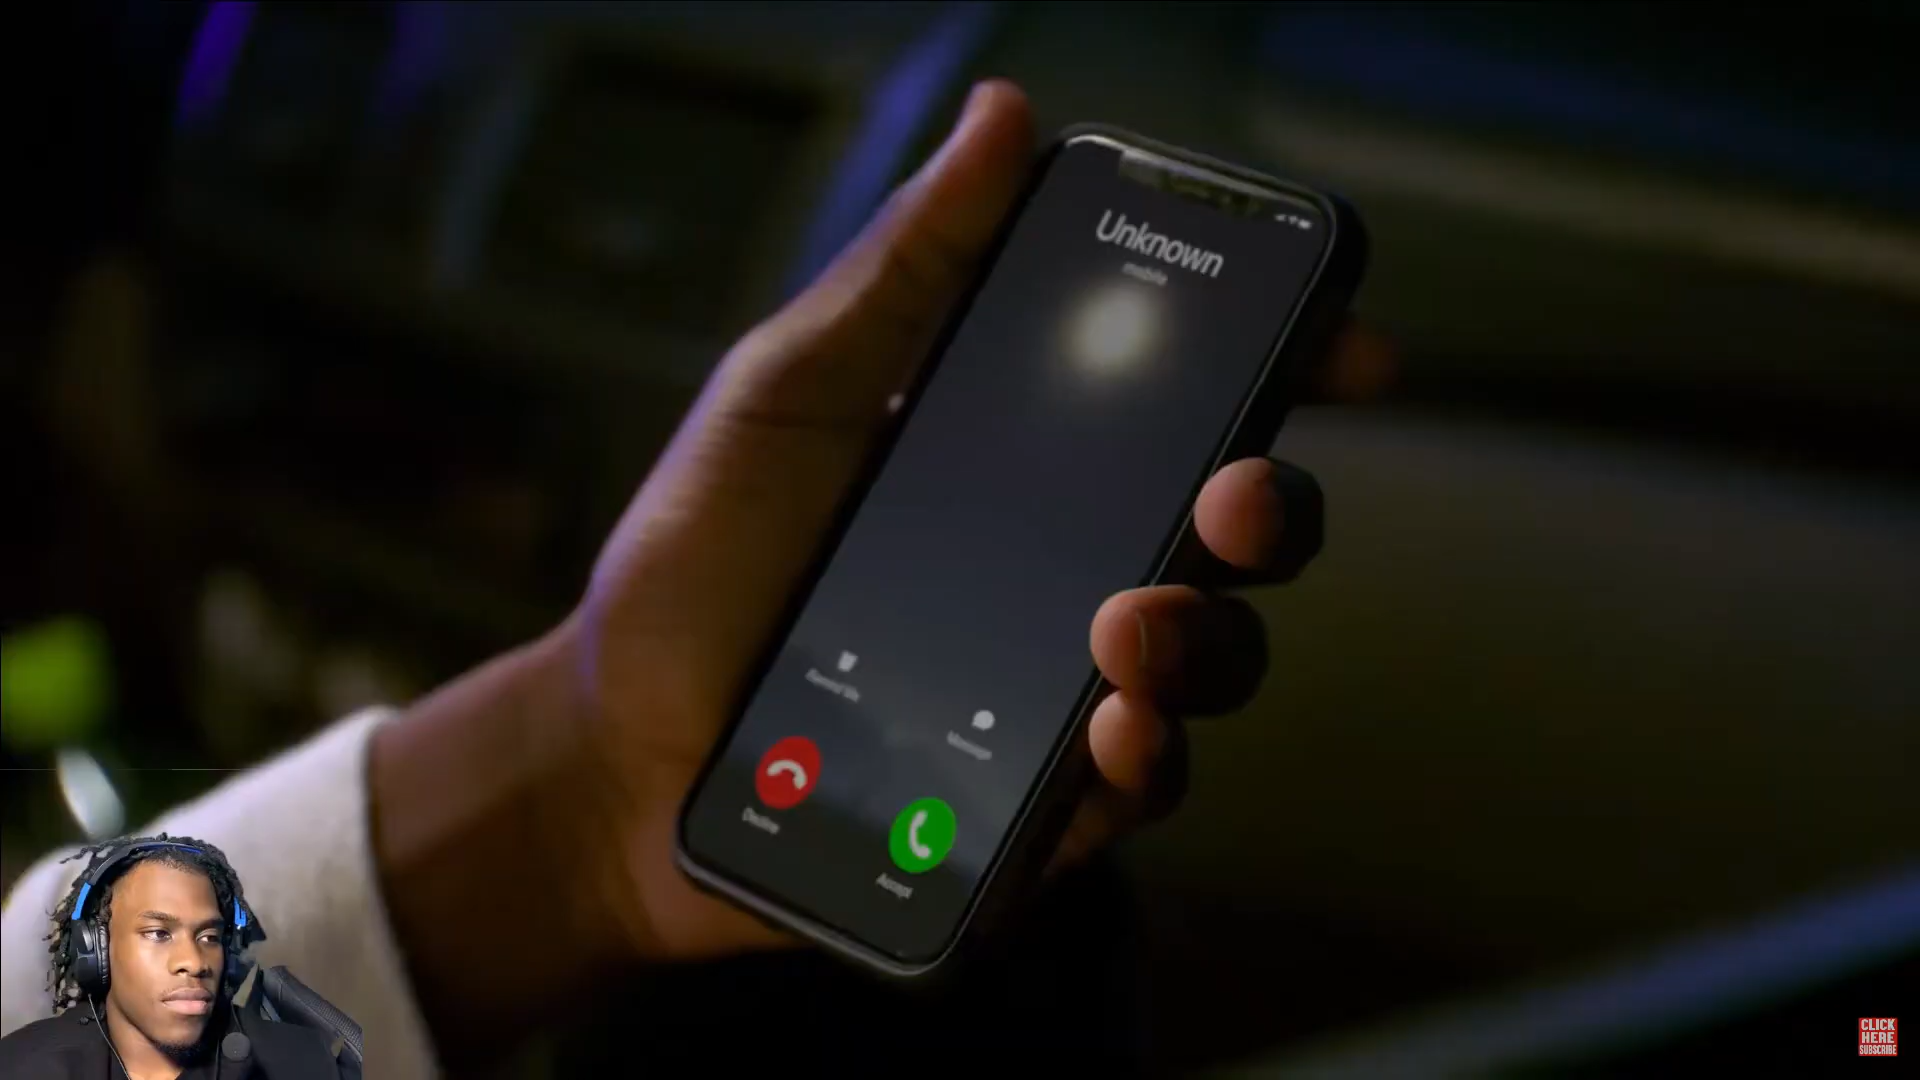 Unknown
mobile
Remind Me
Message
Decline
Accept
CLICK
HERE
SUBSCRIBE